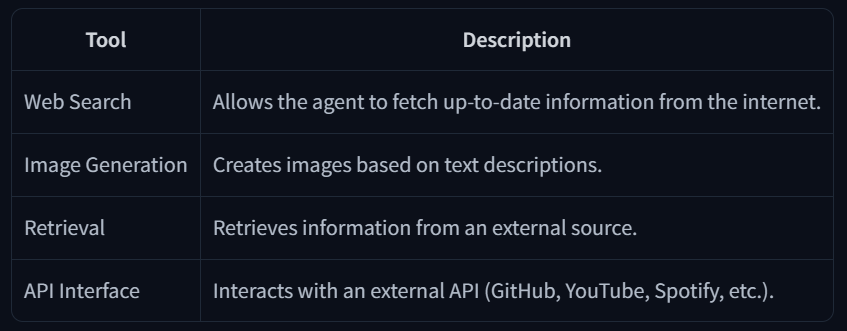 Tool Description
Web Search Allows the agent to fetch up-to-date information from the internet.
Image Generation Creates images based on text descriptions.
Retrieval Retrieves information from an external source.
API Interface Interacts with an external API (GitHub, YouTube, Spotify, etc.).